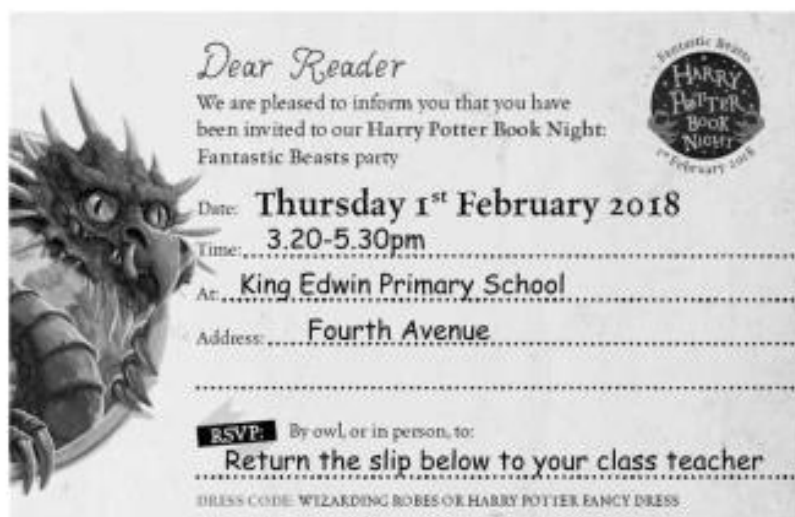 Dear Reader
We are pleased to inform you that you have
been invited to our Harry Potter Book Night:
Fantastic Beasts party
Fantastic Beasts
HARRY
POTTER
BOOK
NIGHT
1st February 2018
Date: Thursday 1st February 2018
Time: 3.20-5.30pm
At: King Edwin Primary School
Address: Fourth Avenue
RSVP: By owl, or in person, to:
Return the slip below to your class teacher
DRESS CODE: WIZARDING ROBES OR HARRY POTTER FANCY DRESS